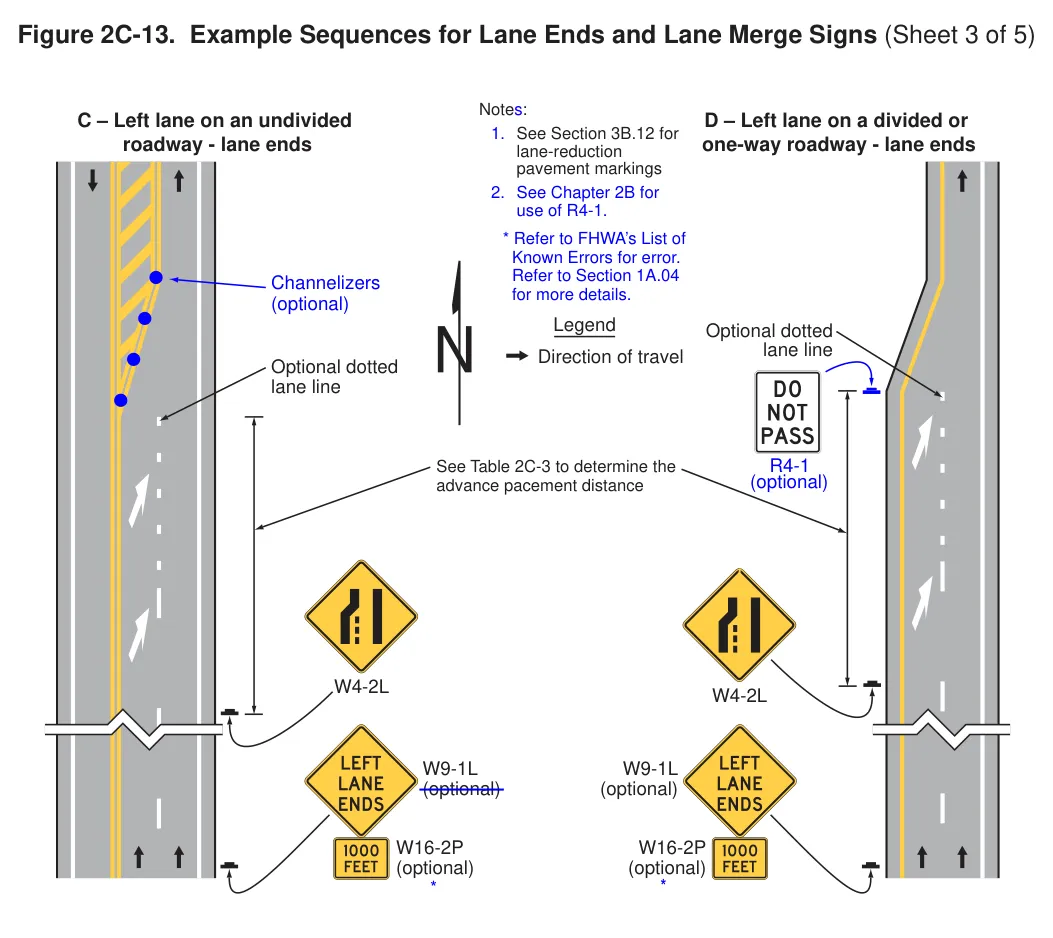 Figure 2C-13.  Example Sequences for Lane Ends and Lane Merge Signs (Sheet 3 of 5)
C – Left lane on an undivided
roadway - lane ends
Notes:
1. See Section 3B.12 for
lane-reduction
pavement markings
2. See Chapter 2B for
use of R4-1.
* Refer to FHWA's List of
Known Errors for error.
Refer to Section 1A.04
for more details.
D – Left lane on a divided or
one-way roadway - lane ends
Channelizers
(optional)
N
Legend
Direction of travel
Optional dotted
lane line
Optional dotted
lane line
DO
NOT
PASS
R4-1
(optional)
See Table 2C-3 to determine the
advance pacement distance
W4-2L
W4-2L
LEFT
LANE
ENDS
W9-1L
(optional)
1000
FEET
W16-2P
(optional)
*
W9-1L
(optional)
LEFT
LANE
ENDS
W16-2P
(optional)
*
1000
FEET